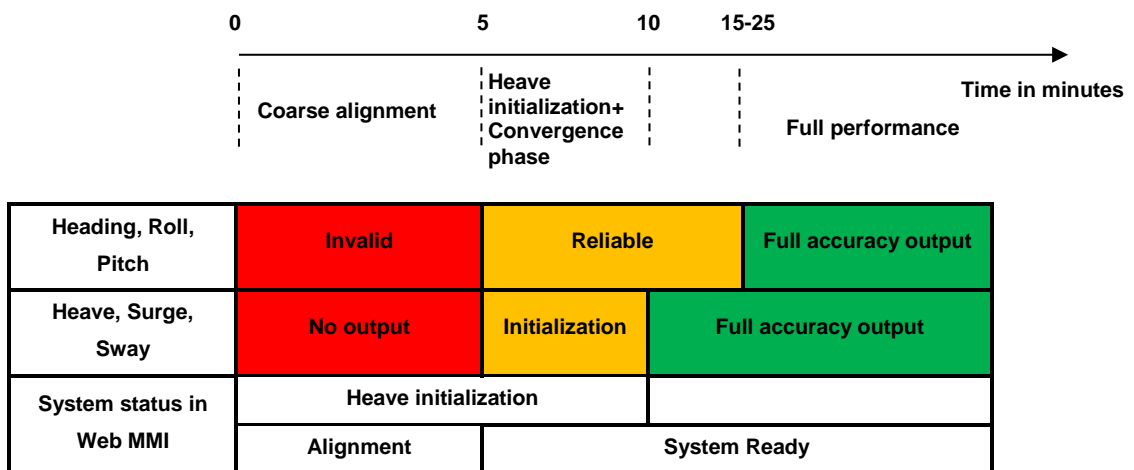 0 5 10 15-25
Time in minutes
Coarse alignment
Heave
initialization+
Convergence
phase
Full performance
Heading, Roll,
Pitch
Invalid
Reliable
Full accuracy output
Heave, Surge,
Sway
No output
Initialization
Full accuracy output
System status in
Web MMI
Heave initialization
Alignment
System Ready